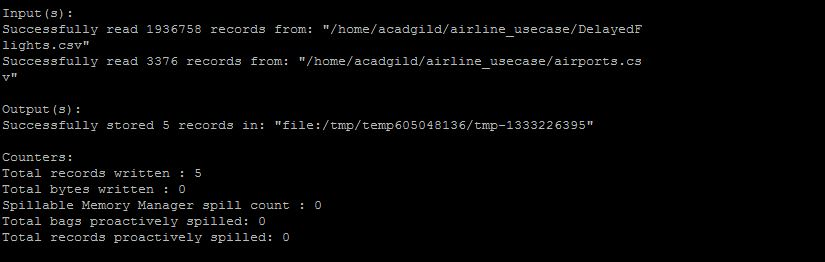 Input(s):
Successfully read 1936758 records from: "/home/acadgild/airline_usecase/DelayedF
lights.csv"
Successfully read 3376 records from: "/home/acadgild/airline_usecase/airports.cs
v"
Output(s):
Successfully stored 5 records in: "file:/tmp/temp605048136/tmp-1333226395"
Counters:
Total records written : 5
Total bytes written : 0
Spillable Memory Manager spill count : 0
Total bags proactively spilled: 0
Total records proactively spilled: 0